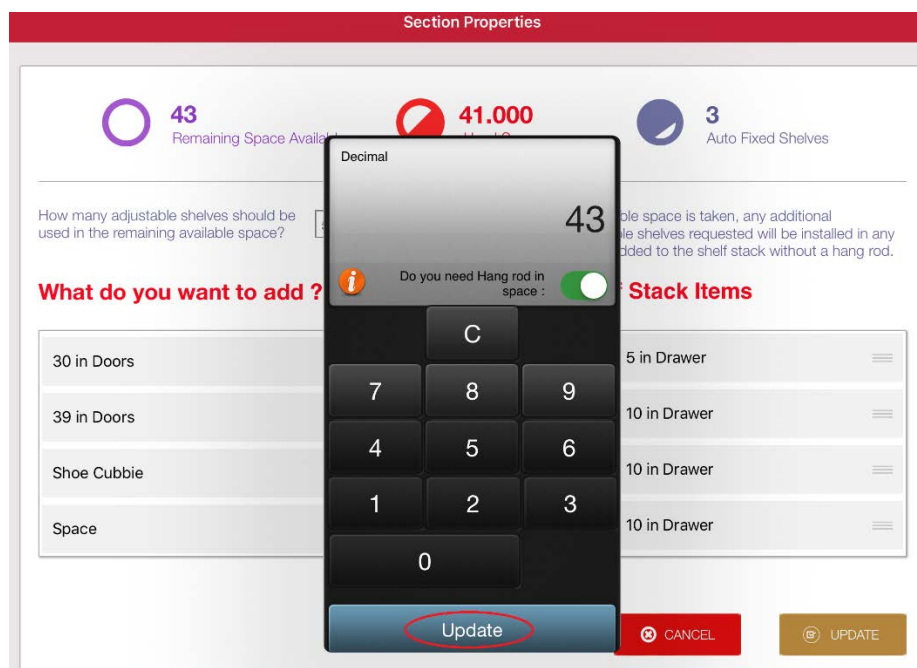 Section Properties
43
Remaining Space
41.000
3
Auto Fixed Shelves
Decimal
43
Do you need Hang rod in
space :
How many adjustable shelves should be
used in the remaining available space?
space is taken, any additional
shelves requested will be installed in any
added to the shelf stack without a hang rod.
What do you want to add ?
Stack Items
30 in Doors
39 in Doors
Shoe Cubbie
Space
5 in Drawer
10 in Drawer
10 in Drawer
10 in Drawer
C
7 8 9
4 5 6
1 2 3
0
Update
CANCEL
UPDATE